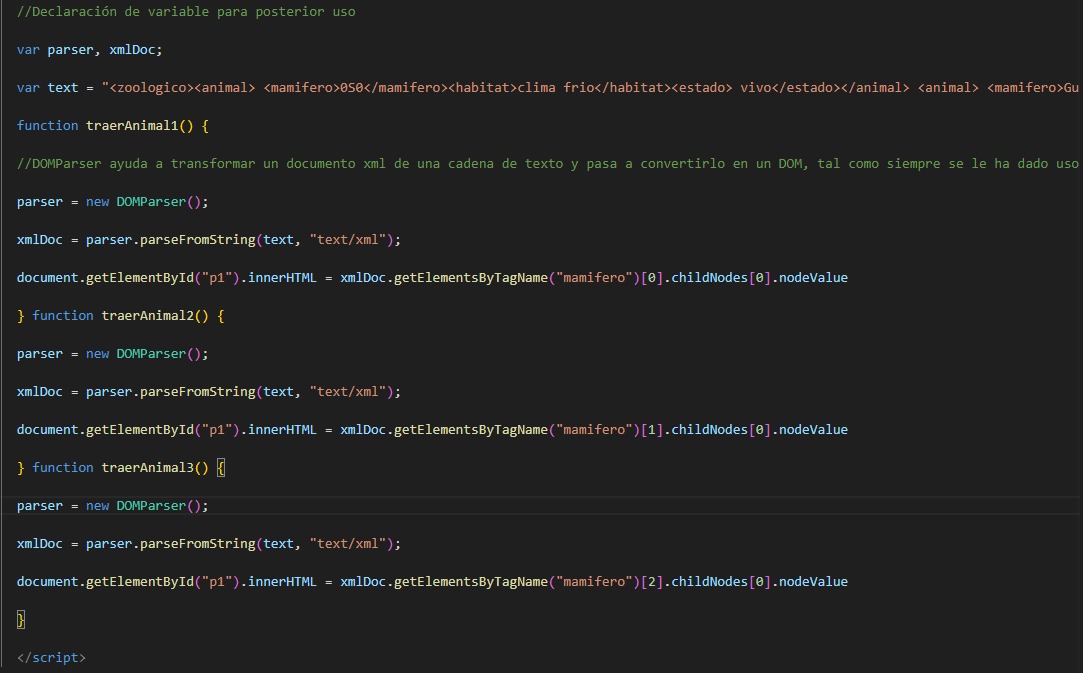 //Declaración de variable para posterior uso
var parser, xmlDoc;
var text = "<zoologico><animal> <mamifero>0S0</mamifero><habitat>clima frio</habitat><estado> vivo</estado></animal> <animal> <mamifero>Gu
function traerAnimal1() {
//DOMParser ayuda a transformar un documento xml de una cadena de texto y pasa a convertirlo en un DOM, tal como siempre se le ha dado uso
parser = new DOMParser();
xmlDoc = parser.parseFromString(text, "text/xml");
document.getElementById("p1").innerHTML = xmlDoc.getElementsByTagName("mamifero")[0].childNodes[0].nodeValue
} function traerAnimal2() {
parser = new DOMParser();
xmlDoc = parser.parseFromString(text, "text/xml");
document.getElementById("p1").innerHTML = xmlDoc.getElementsByTagName("mamifero")[1].childNodes[0].nodeValue
} function traerAnimal3() {
parser = new DOMParser();
xmlDoc = parser.parseFromString(text, "text/xml");
document.getElementById("p1").innerHTML = xmlDoc.getElementsByTagName("mamifero")[2].childNodes[0].nodeValue
}
</script>